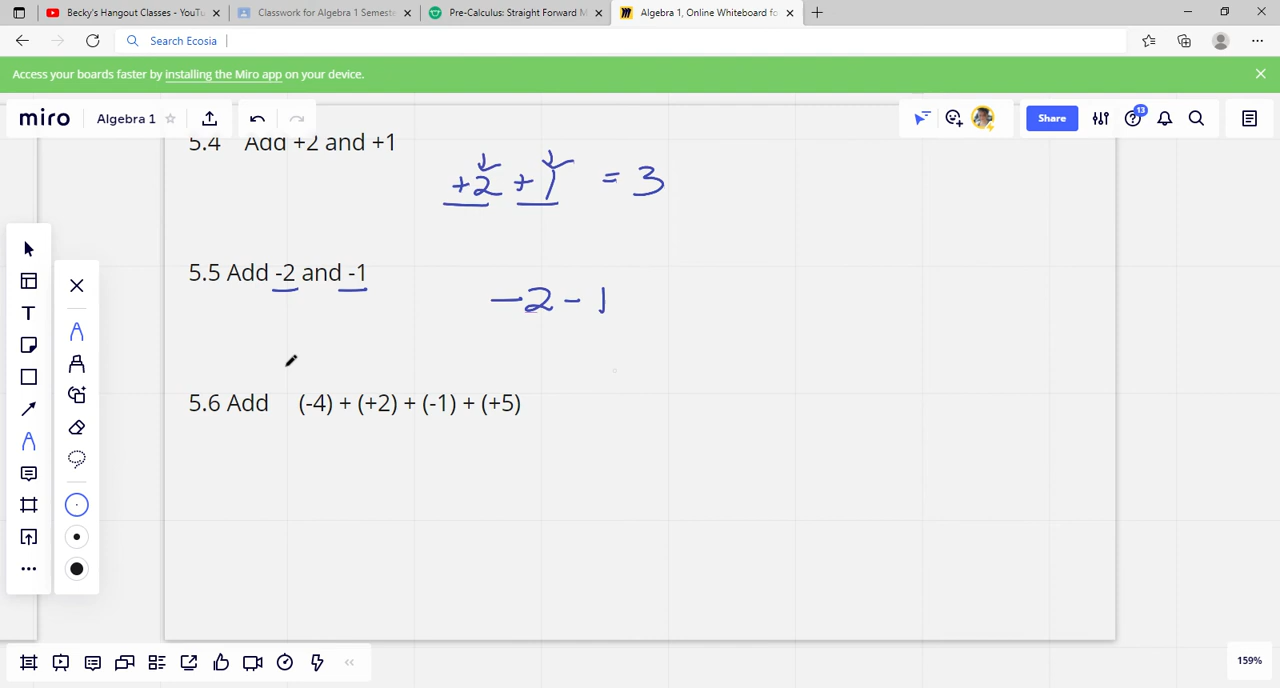 Becky's Hangout Classes - YouTu
Classwork for Algebra 1 Semeste
Pre-Calculus: Straight Forward M
Algebra 1, Online Whiteboard fo
Search Ecosia
Access your boards faster by installing the Miro app on your device.
miro
Algebra 1
Share
13
5.4 Add +2 and +1
+2 + 1 = 3
5.5 Add -2 and -1
-2 - 1
5.6 Add (-4) + (+2) + (-1) + (+5)
159%